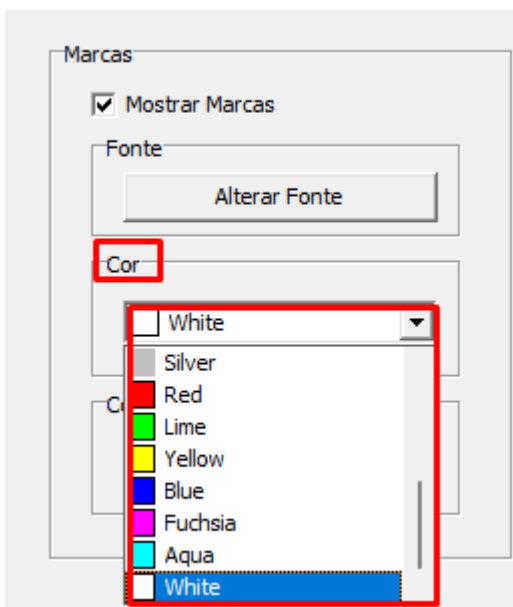 Marcas
Mostrar Marcas
Fonte
Alterar Fonte
Cor
White
Silver
Red
Lime
Yellow
Blue
Fuchsia
Aqua
White